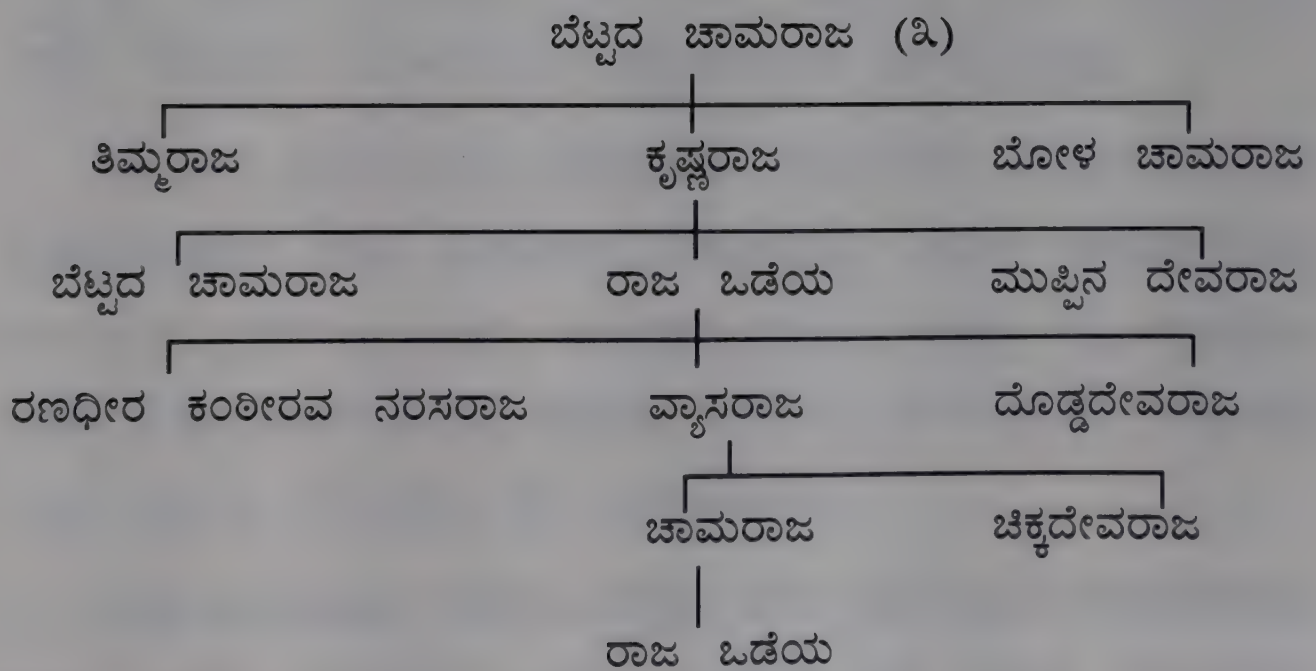 ಬೆಟ್ಟದ ಚಾಮರಾಜ (೩)
ತಿಮ್ಮರಾಜ ಕೃಷ್ಣರಾಜ ಬೋಳ ಚಾಮರಾಜ
ಬೆಟ್ಟದ ಚಾಮರಾಜ ರಾಜ ಒಡೆಯ ಮುಪ್ಪಿನ ದೇವರಾಜ
ರಣಧೀರ ಕಂಠೀರವ ನರಸರಾಜ ವ್ಯಾಸರಾಜ ದೊಡ್ಡದೇವರಾಜ
ಚಾಮರಾಜ ಚಿಕ್ಕದೇವರಾಜ
ರಾಜ ಒಡೆಯ